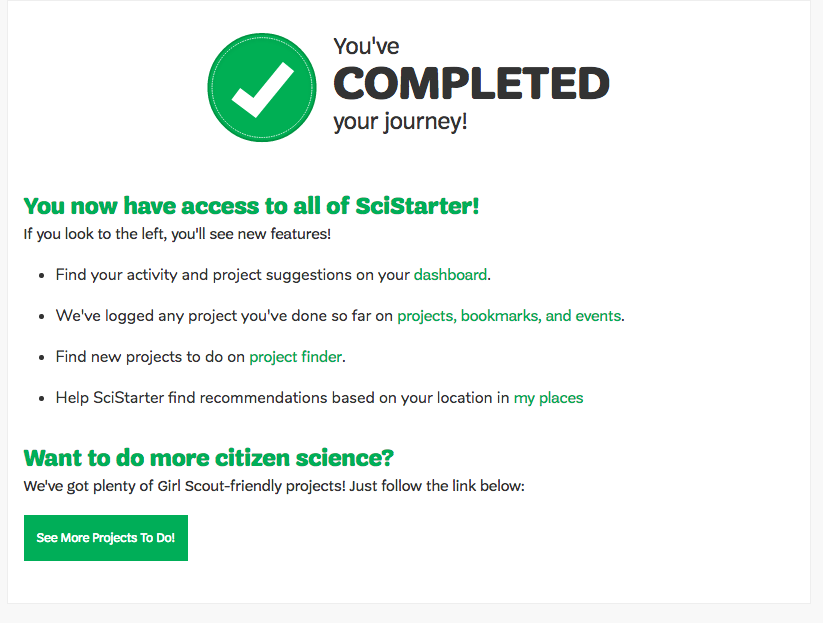 You've
COMPLETED
your journey!
You now have access to all of SciStarter!
If you look to the left, you'll see new features!
Find your activity and project suggestions on your dashboard.
We've logged any project you've done so far on projects, bookmarks, and events.
Find new projects to do on project finder.
Help SciStarter find recommendations based on your location in my places
Want to do more citizen science?
We've got plenty of Girl Scout-friendly projects! Just follow the link below:
See More Projects To Do!